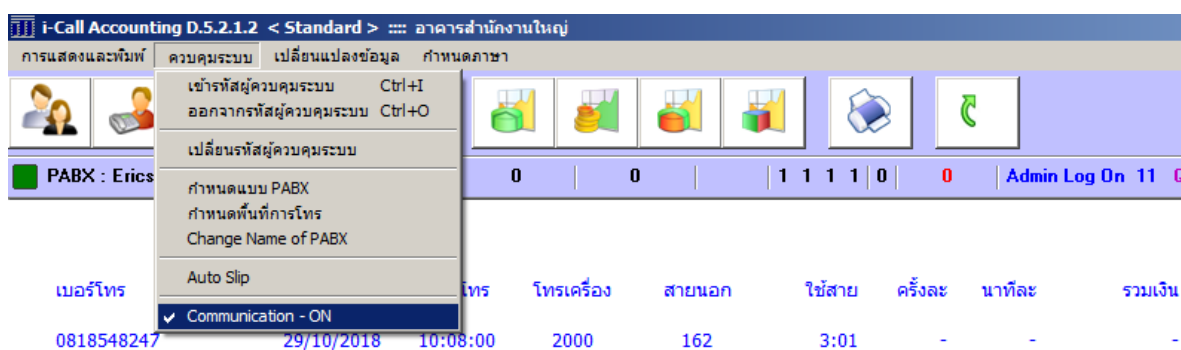 i-Call Accounting D.5.2.1.2 < Standard > :::: อาคารสำนักงานใหญ่
การแสดงและพิมพ์ ควบคุมระบบ เปลี่ยนแปลงข้อมูล กำหนดภาษา
เข้ารหัสผู้ควบคุมระบบ Ctrl+I
ออกจากรหัสผู้ควบคุมระบบ Ctrl+O
เปลี่ยนรหัสผู้ควบคุมระบบ
PABX : Erics 0 0 1 1 1 1 0 0 Admin Log On 11
กำหนดแบบ PABX
กำหนดพื้นที่การโทร
Change Name of PABX
Auto Slip
เบอร์โทร โทร โทรเครื่อง สายนอก ใช้สาย ครั้งละ นาทีละ รวมเงิน
Communication - ON
0818548247 29/10/2018 10:08:00 2000 162 3:01 - - -